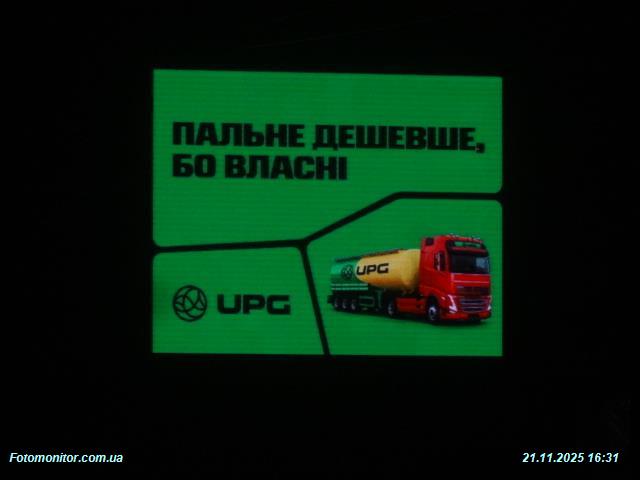 ПАЛЬНЕ ДЕШЕВШЕ,
БО ВЛАСНІ
UPG
UPG
Fotomonitor.com.ua
21.11.2025 16:31